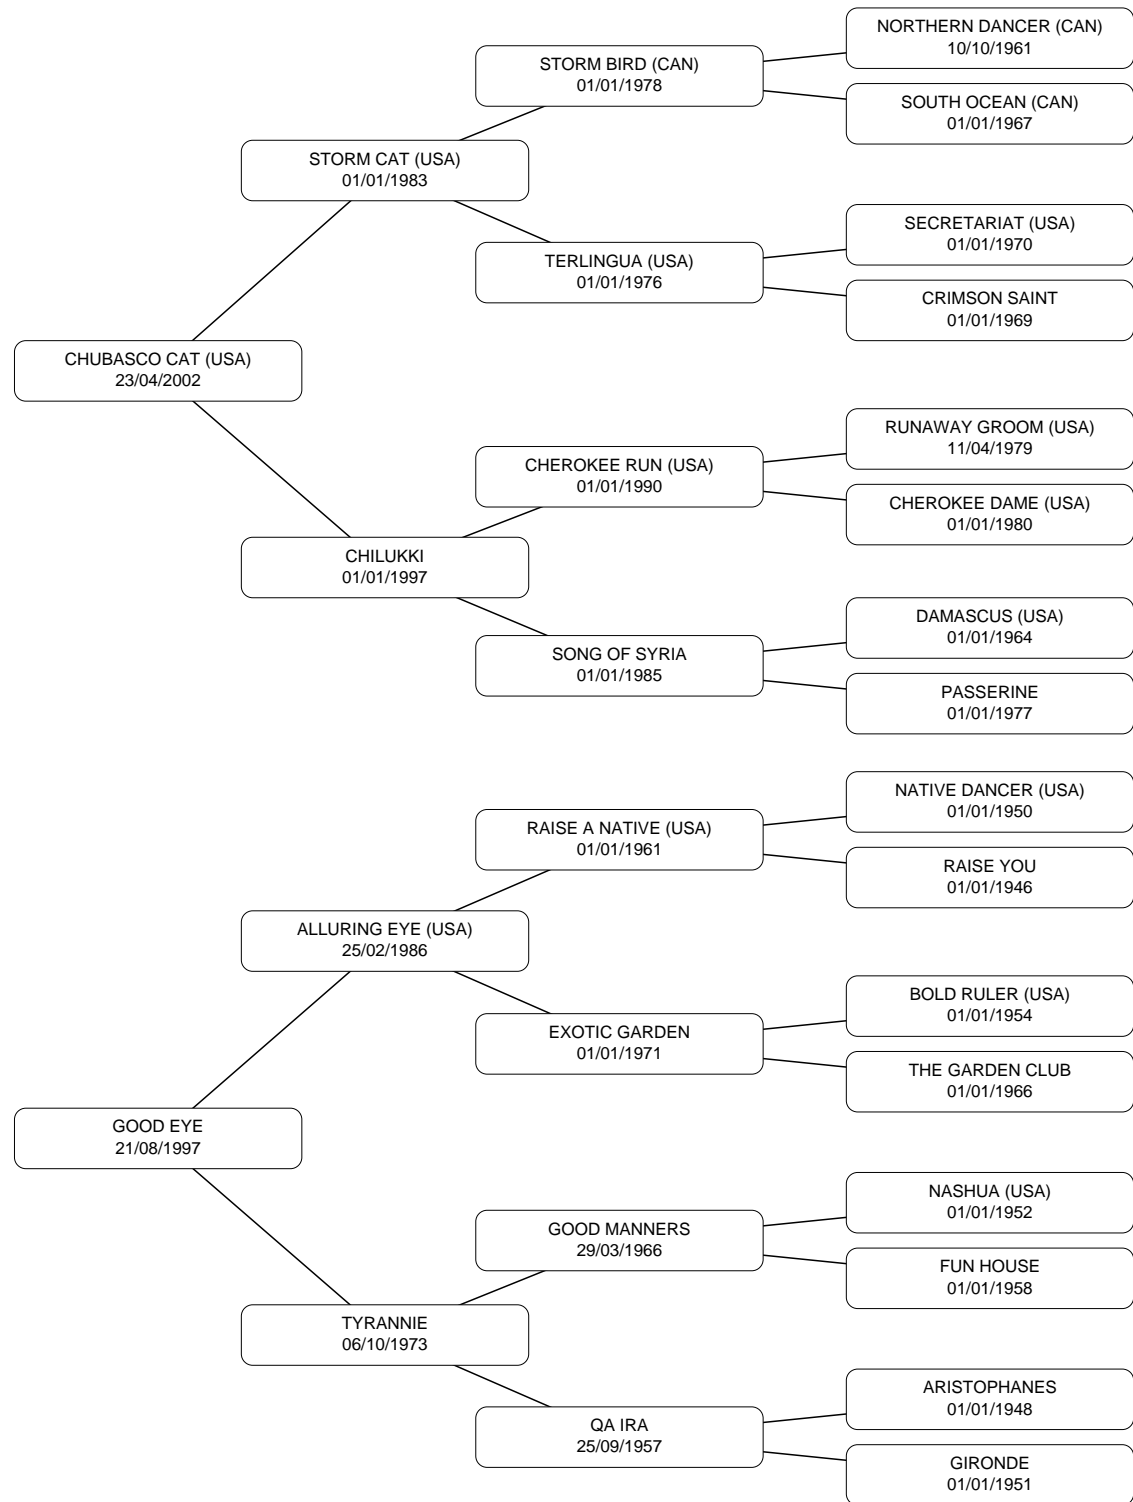 NORTHERN DANCER (CAN)
10/10/1961
STORM BIRD (CAN)
01/01/1978
SOUTH OCEAN (CAN)
01/01/1967
STORM CAT (USA)
01/01/1983
SECRETARIAT (USA)
01/01/1970
TERLINGUA (USA)
01/01/1976
CRIMSON SAINT
01/01/1969
CHUBASCO CAT (USA)
23/04/2002
RUNAWAY GROOM (USA)
11/04/1979
CHEROKEE RUN (USA)
01/01/1990
CHEROKEE DAME (USA)
01/01/1980
CHILUKKI
01/01/1997
DAMASCUS (USA)
01/01/1964
SONG OF SYRIA
01/01/1985
PASSERINE
01/01/1977
NATIVE DANCER (USA)
01/01/1950
RAISE A NATIVE (USA)
01/01/1961
RAISE YOU
01/01/1946
ALLURING EYE (USA)
25/02/1986
BOLD RULER (USA)
01/01/1954
EXOTIC GARDEN
01/01/1971
THE GARDEN CLUB
01/01/1966
GOOD EYE
21/08/1997
NASHUA (USA)
01/01/1952
GOOD MANNERS
29/03/1966
FUN HOUSE
01/01/1958
TYRANNIE
06/10/1973
ARISTOPHANES
01/01/1948
QA IRA
25/09/1957
GIRONDE
01/01/1951